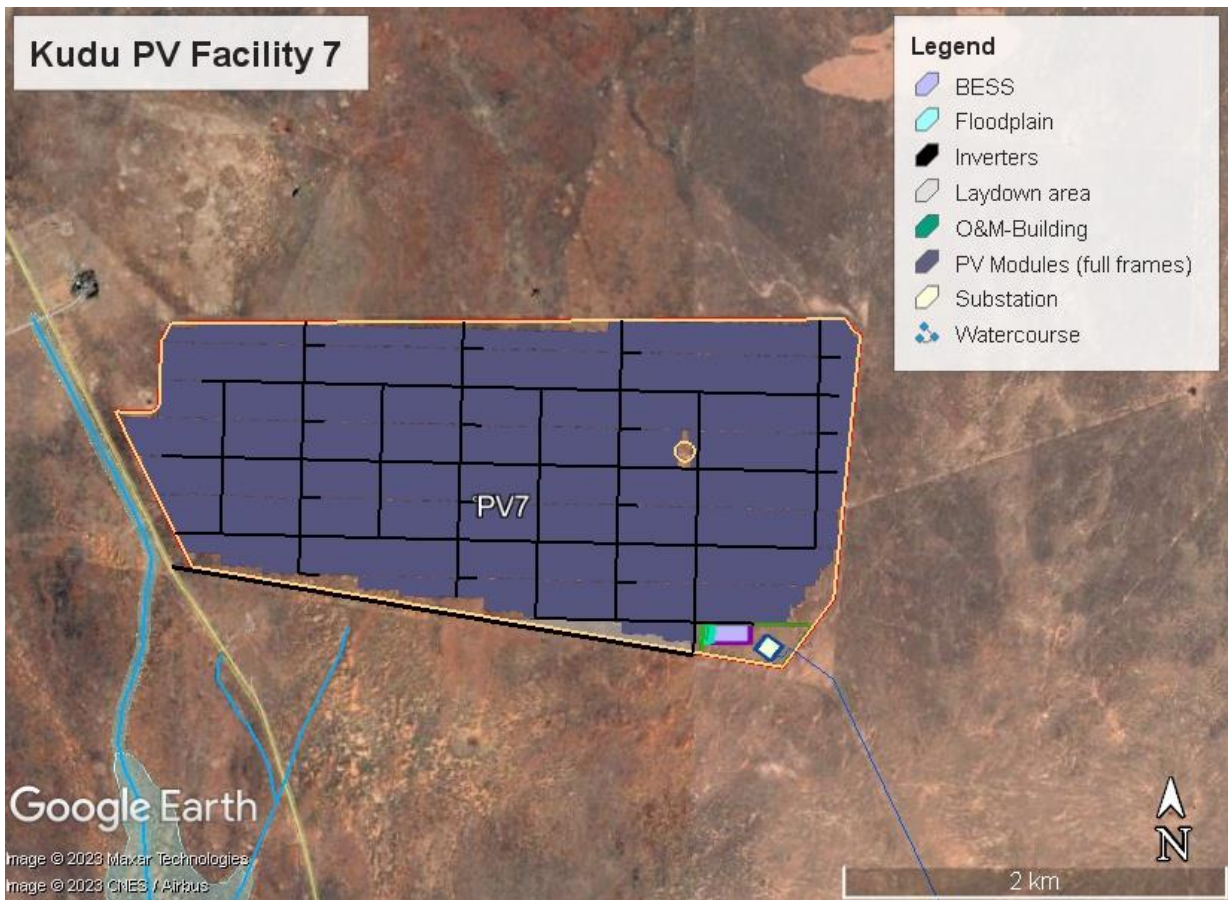 Kudu PV Facility 7
Legend
BESS
Floodplain
Inverters
Laydown area
O&M-Building
PV Modules (full frames)
Substation
Watercourse
PV7
Google Earth
Image © 2023 Maxar Technologies
Image © 2023 CNES / Airbus
N
2 km